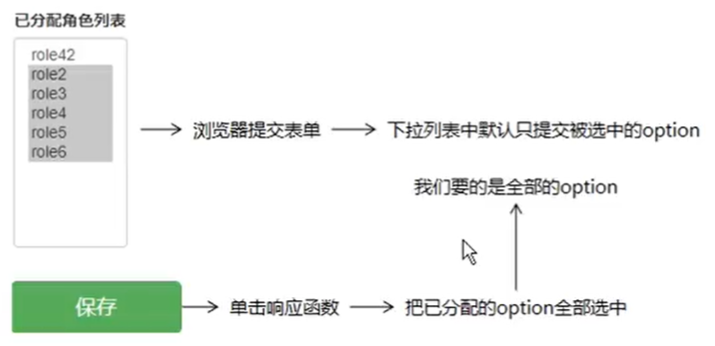 已分配角色列表
role42
role2
role3
role4
role5
role6
浏览器提交表单
下拉列表中默认只提交被选中的option
我们要的是全部的option
保存
单击响应函数
把已分配的option全部选中